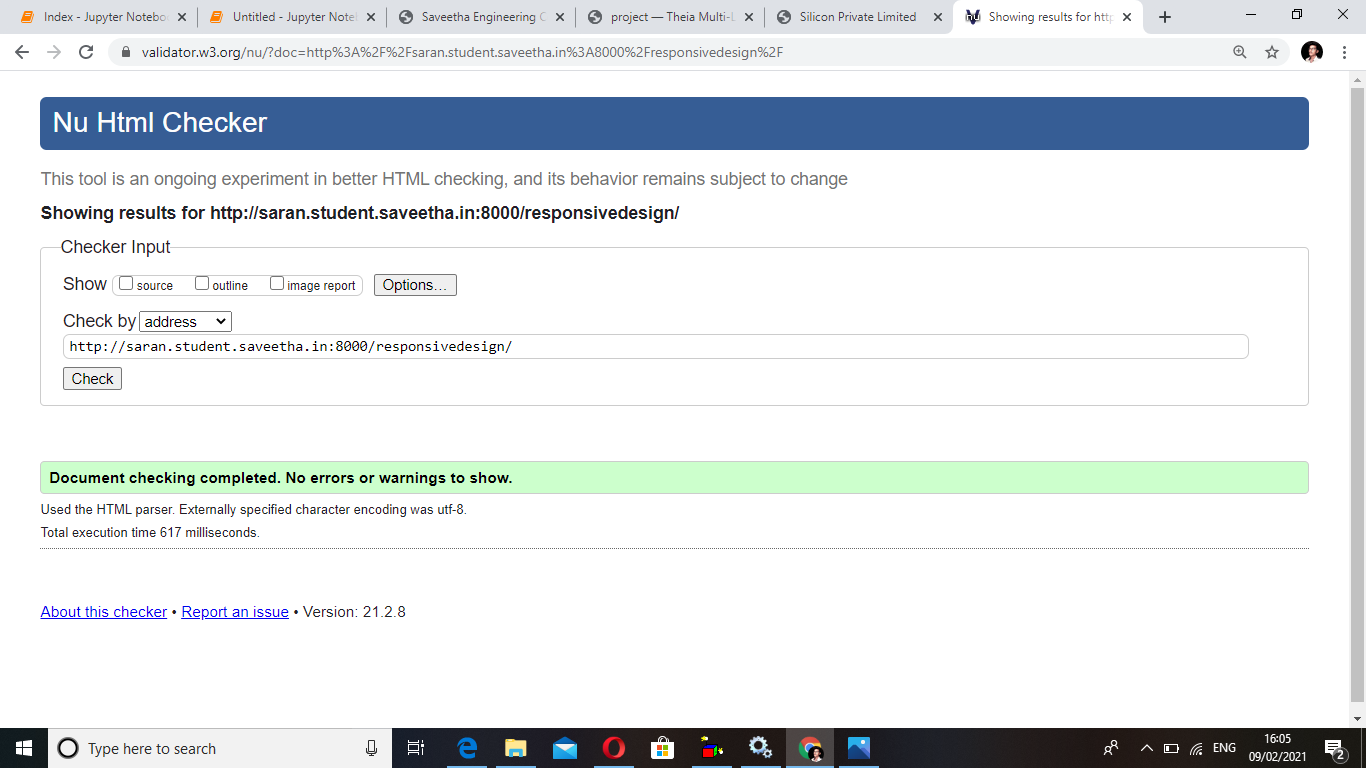 Index - Jupyter Notebo
Untitled - Jupyter Note
Saveetha Engineering C
project — Theia Multi-L
Silicon Private Limited
Showing results for http
validator.w3.org/nu/?doc=http%3A%2F%2Fsaran.student.saveetha.in%3A8000%2Fresponsivedesign%2F
Nu Html Checker
This tool is an ongoing experiment in better HTML checking, and its behavior remains subject to change
Showing results for http://saran.student.saveetha.in:8000/responsivedesign/
Checker Input
Show source outline image report Options...
Check by address
http://saran.student.saveetha.in:8000/responsivedesign/
Check
Document checking completed. No errors or warnings to show.
Used the HTML parser. Externally specified character encoding was utf-8.
Total execution time 617 milliseconds.
About this checker • Report an issue • Version: 21.2.8
Type here to search
ENG
16:05
09/02/2021
2